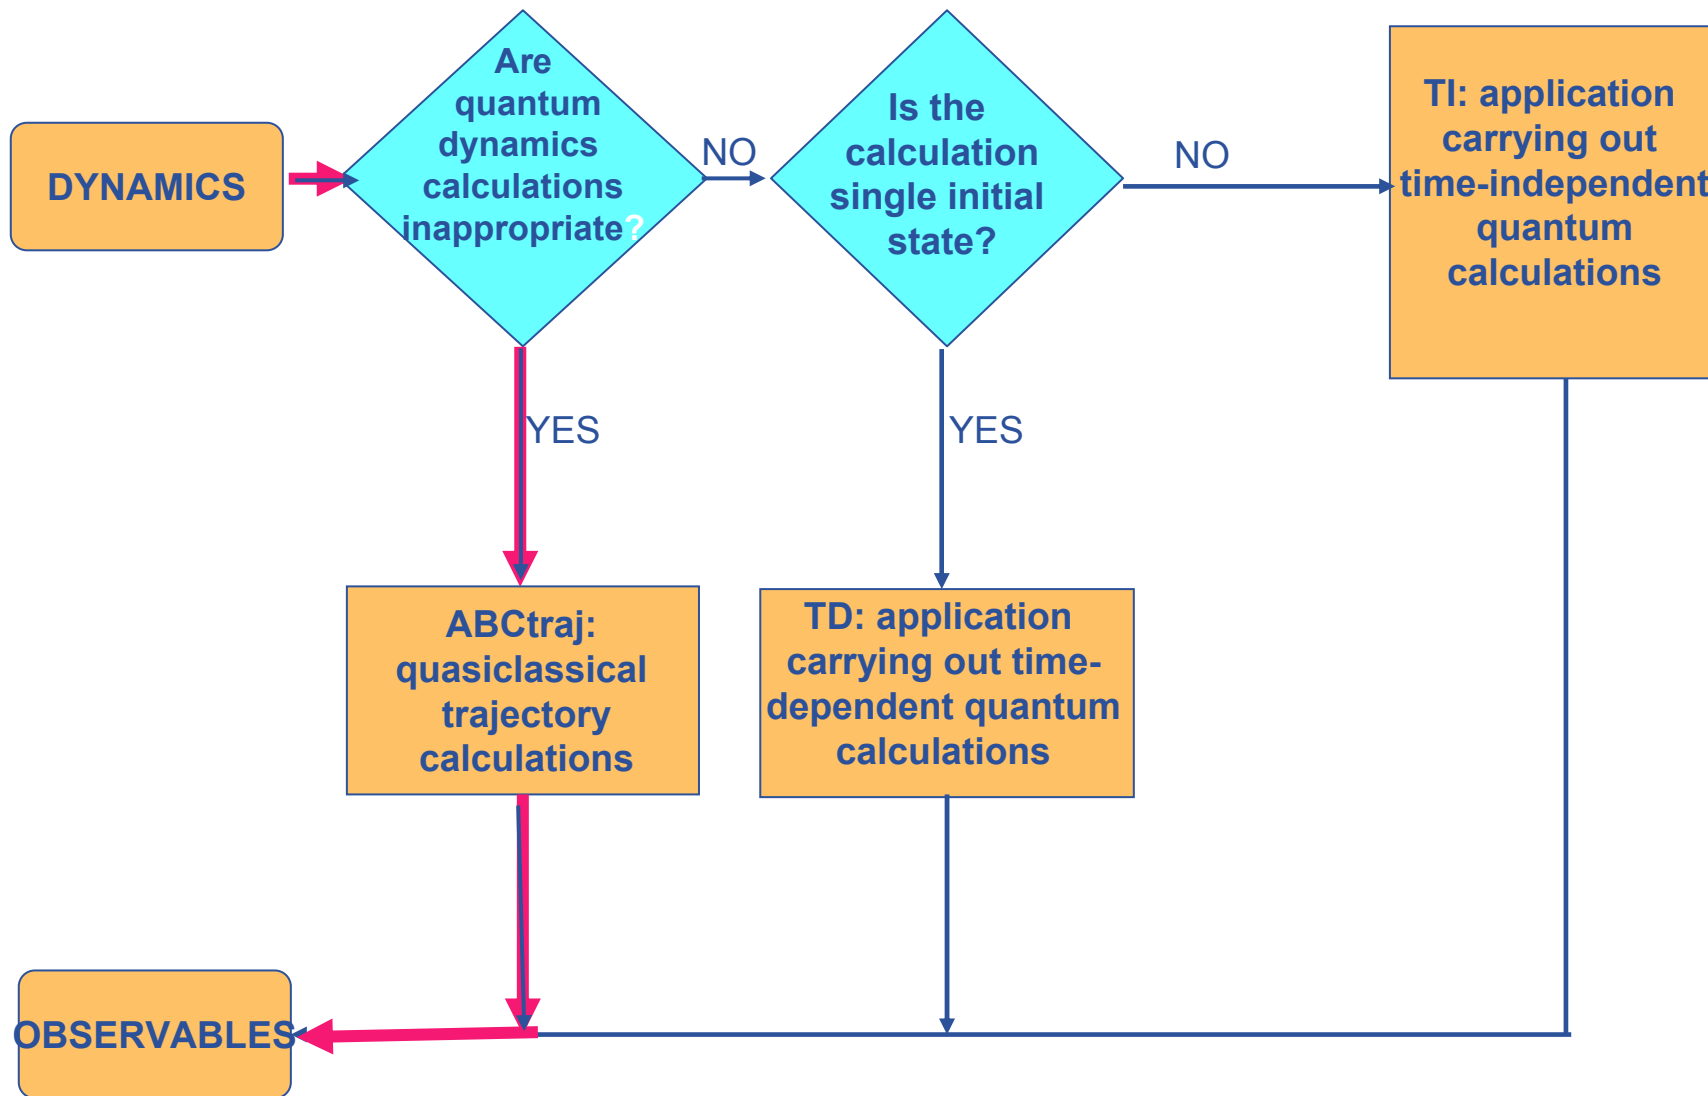 DYNAMICS
Are
quantum
dynamics
calculations
inappropriate?
NO
Is the
calculation
single initial
state?
NO
TI: application
carrying out
time-independent
quantum
calculations
YES
YES
ABCtraj:
quasiclassical
trajectory
calculations
TD: application
carrying out time-
dependent quantum
calculations
OBSERVABLES